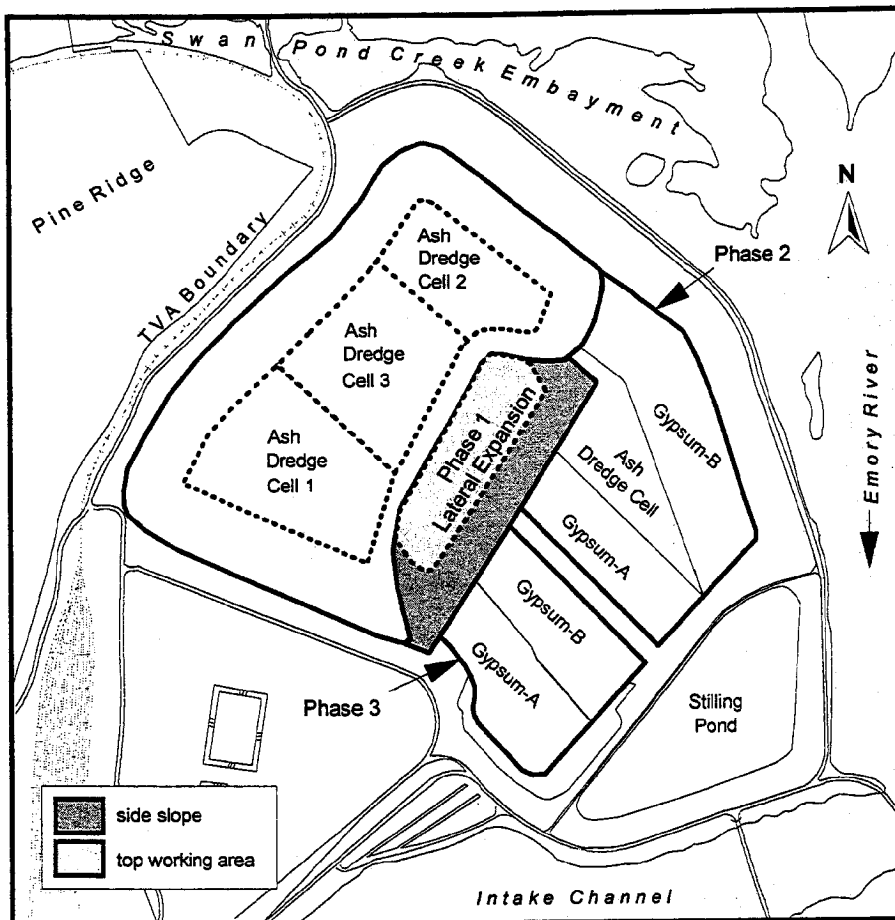 Swan Pond Creek Embayment
Pine Ridge
TVA Boundary
N
Phase 2
Ash
Dredge
Cell 2
Ash
Dredge
Cell 3
Ash
Dredge
Cell 1
Phase 1
Lateral Expansion
Gypsum-B
Ash
Dredge Cell
Gypsum-A
Emory River
Gypsum-B
Gypsum-A
Phase 3
Stilling
Pond
side slope
top working area
Intake Channel